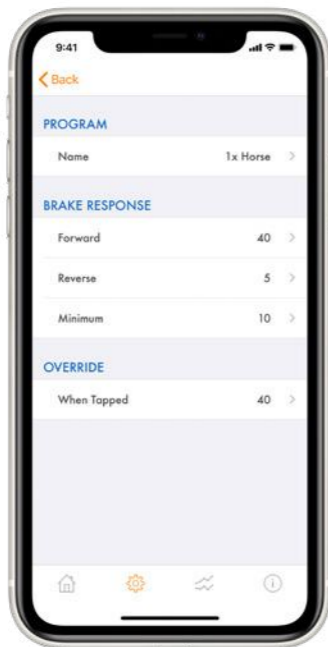 9:41
Back
PROGRAM
Name 1x Horse
BRAKE RESPONSE
Forward 40
Reverse 5
Minimum 10
OVERRIDE
When Tapped 40